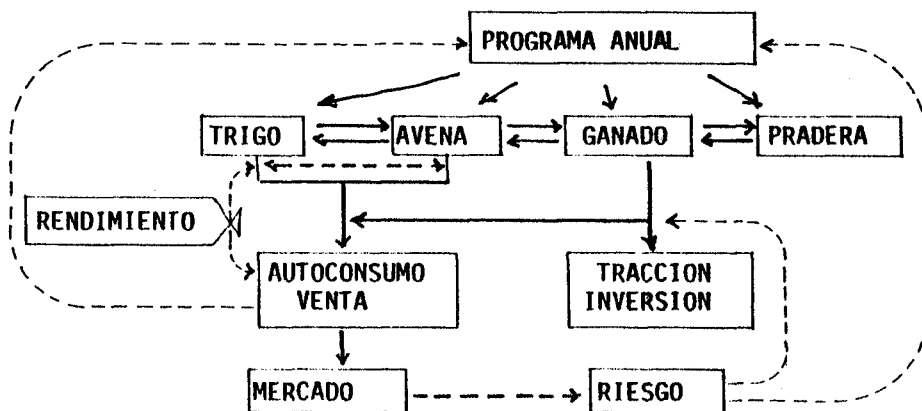 PROGRAMA ANUAL
TRIGO
AVENA
GANADO
PRADERA
RENDIMIENTO
AUTOCONSUMO
VENTA
TRACCION
INVERSION
MERCADO
RIESGO